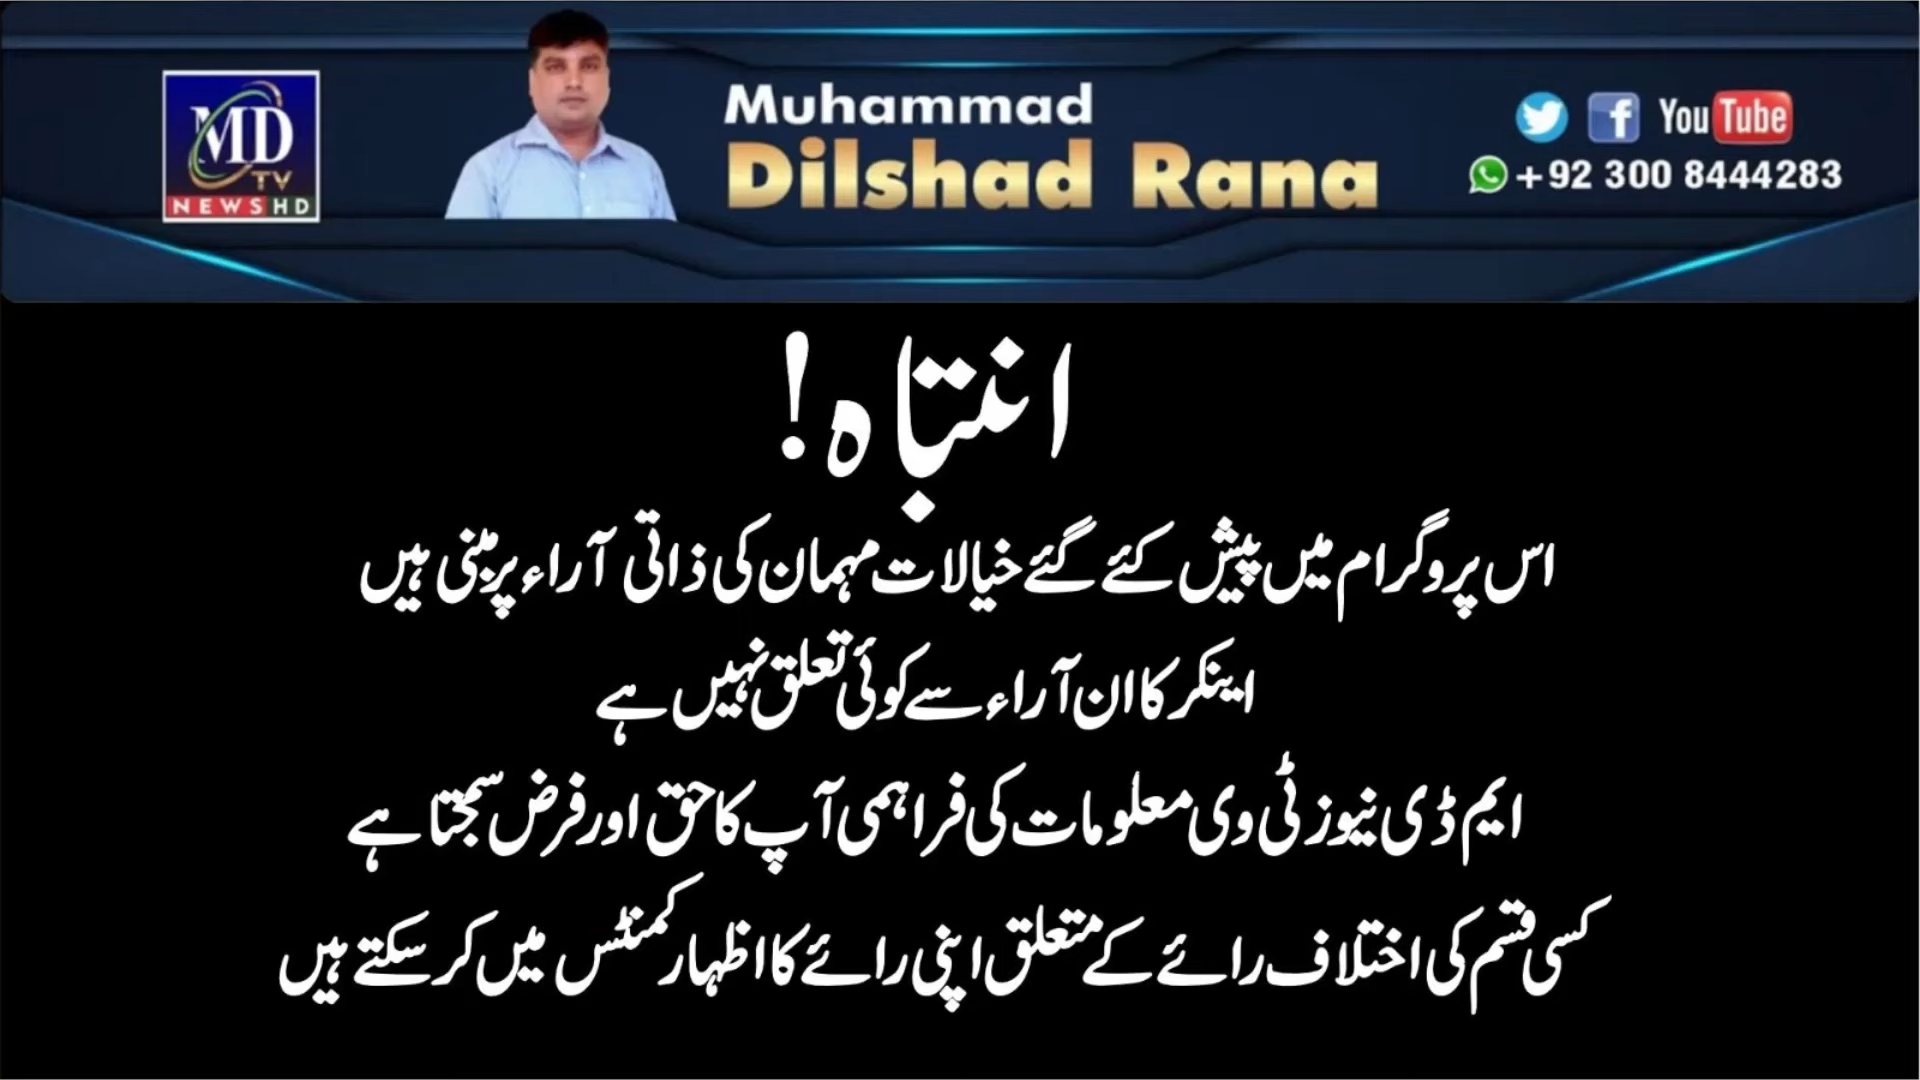 MD
TV
NEWS HD
Muhammad
Dilshad Rana
You Tube
+92 300 8444283
انتباہ!
اس پروگرام میں پیش کئے گئے خیالات مہمان کی ذاتی آراء پر مبنی ہیں
اینکر کا ان آراء سے کوئی تعلق نہیں ہے
ایم ڈی نیوز ٹی وی معلومات کی فراہمی آپ کا حق اور فرض سمجتا ہے
کسی قسم کی اختلاف رائے کے متعلق اپنی رائے کا اظہار کمنٹس میں کر سکتے ہیں